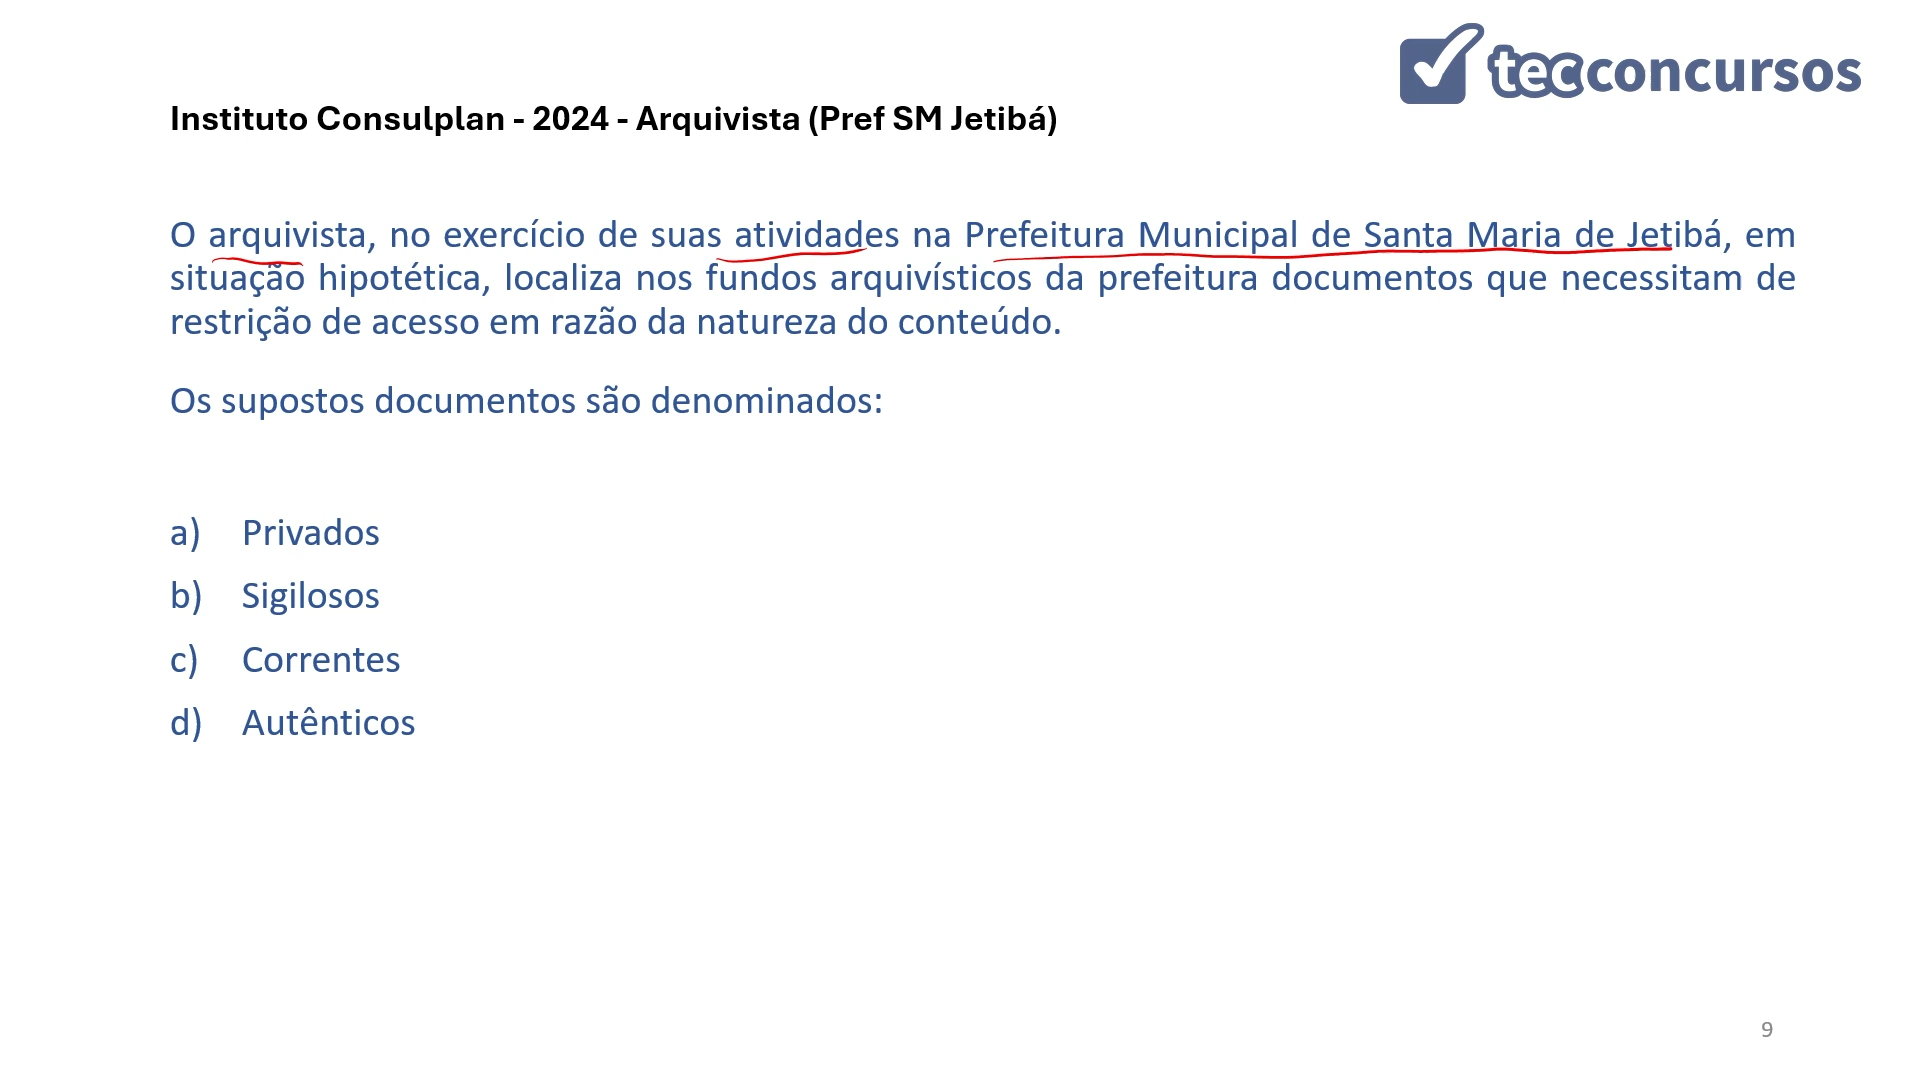 tecconcursos
Instituto Consulplan - 2024 - Arquivista (Pref SM Jetibá)
O arquivista, no exercício de suas atividades na Prefeitura Municipal de Santa Maria de Jetibá, em
situação hipotética, localiza nos fundos arquivísticos da prefeitura documentos que necessitam de
restrição de acesso em razão da natureza do conteúdo.
Os supostos documentos são denominados:
a) Privados
b) Sigilosos
c) Correntes
d) Autênticos
9